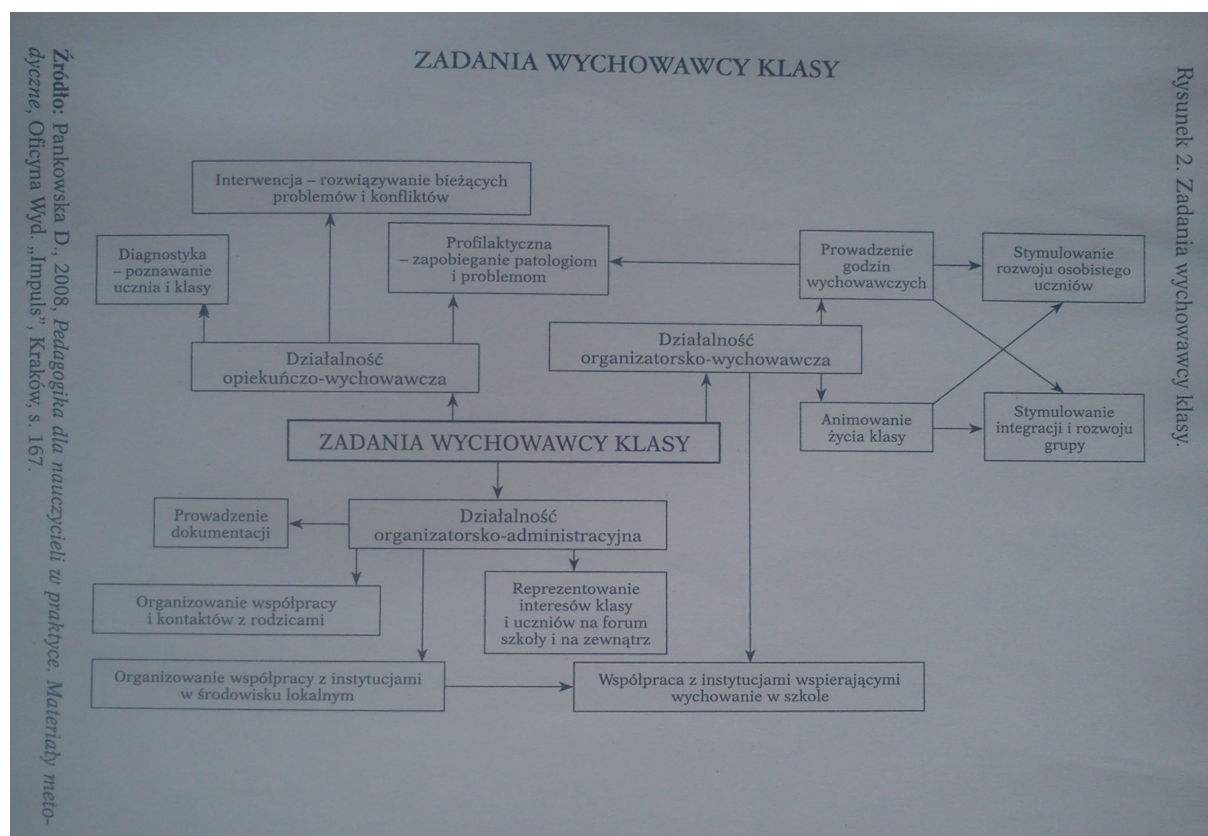 Rysunek 2. Zadania wychowawcy klasy.
ZADANIA WYCHOWAWCY KLASY
Interwencja – rozwiązywanie bieżących
problemów i konfliktów
Diagnostyka
– poznawanie
ucznia i klasy
Profilaktyczna
– zapobieganie patologiom
i problemom
Prowadzenie
godzin
wychowawczych
Stymulowanie
rozwoju osobistego
uczniów
Działalność
opiekuńczo-wychowawcza
Działalność
organizatorsko-wychowawcza
Animowanie
życia klasy
Stymulowanie
integracji i rozwoju
grupy
ZADANIA WYCHOWAWCY KLASY
Prowadzenie
dokumentacji
Działalność
organizatorsko-administracyjna
Organizowanie współpracy
i kontaktów z rodzicami
Reprezentowanie
interesów klasy
i uczniów na forum
szkoły i na zewnątrz
Organizowanie współpracy z instytucjami
w środowisku lokalnym
Współpraca z instytucjami wspierającymi
wychowanie w szkole
Źródło: Pankowska D., 2008, Pedagogika dla nauczycieli w praktyce. Materiały meto-
dyczne, Oficyna Wyd. „Impuls”, Kraków, s. 167.